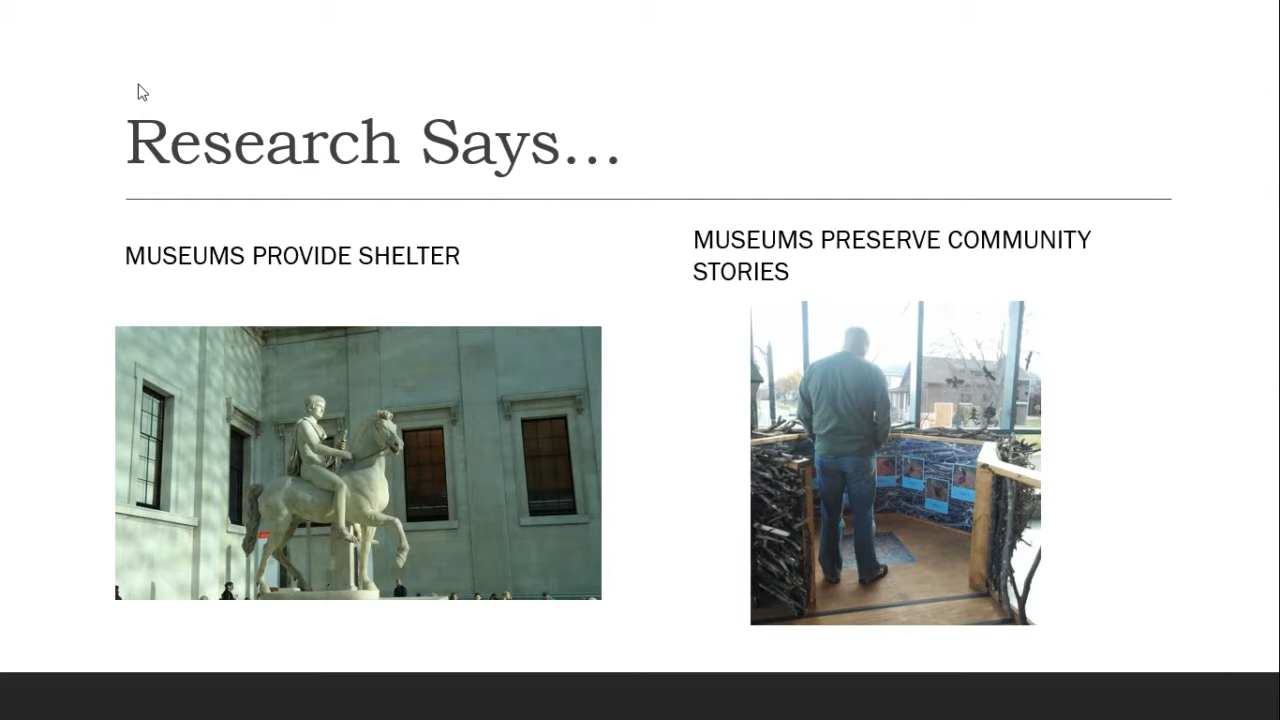 Research Says...
MUSEUMS PROVIDE SHELTER
MUSEUMS PRESERVE COMMUNITY
STORIES